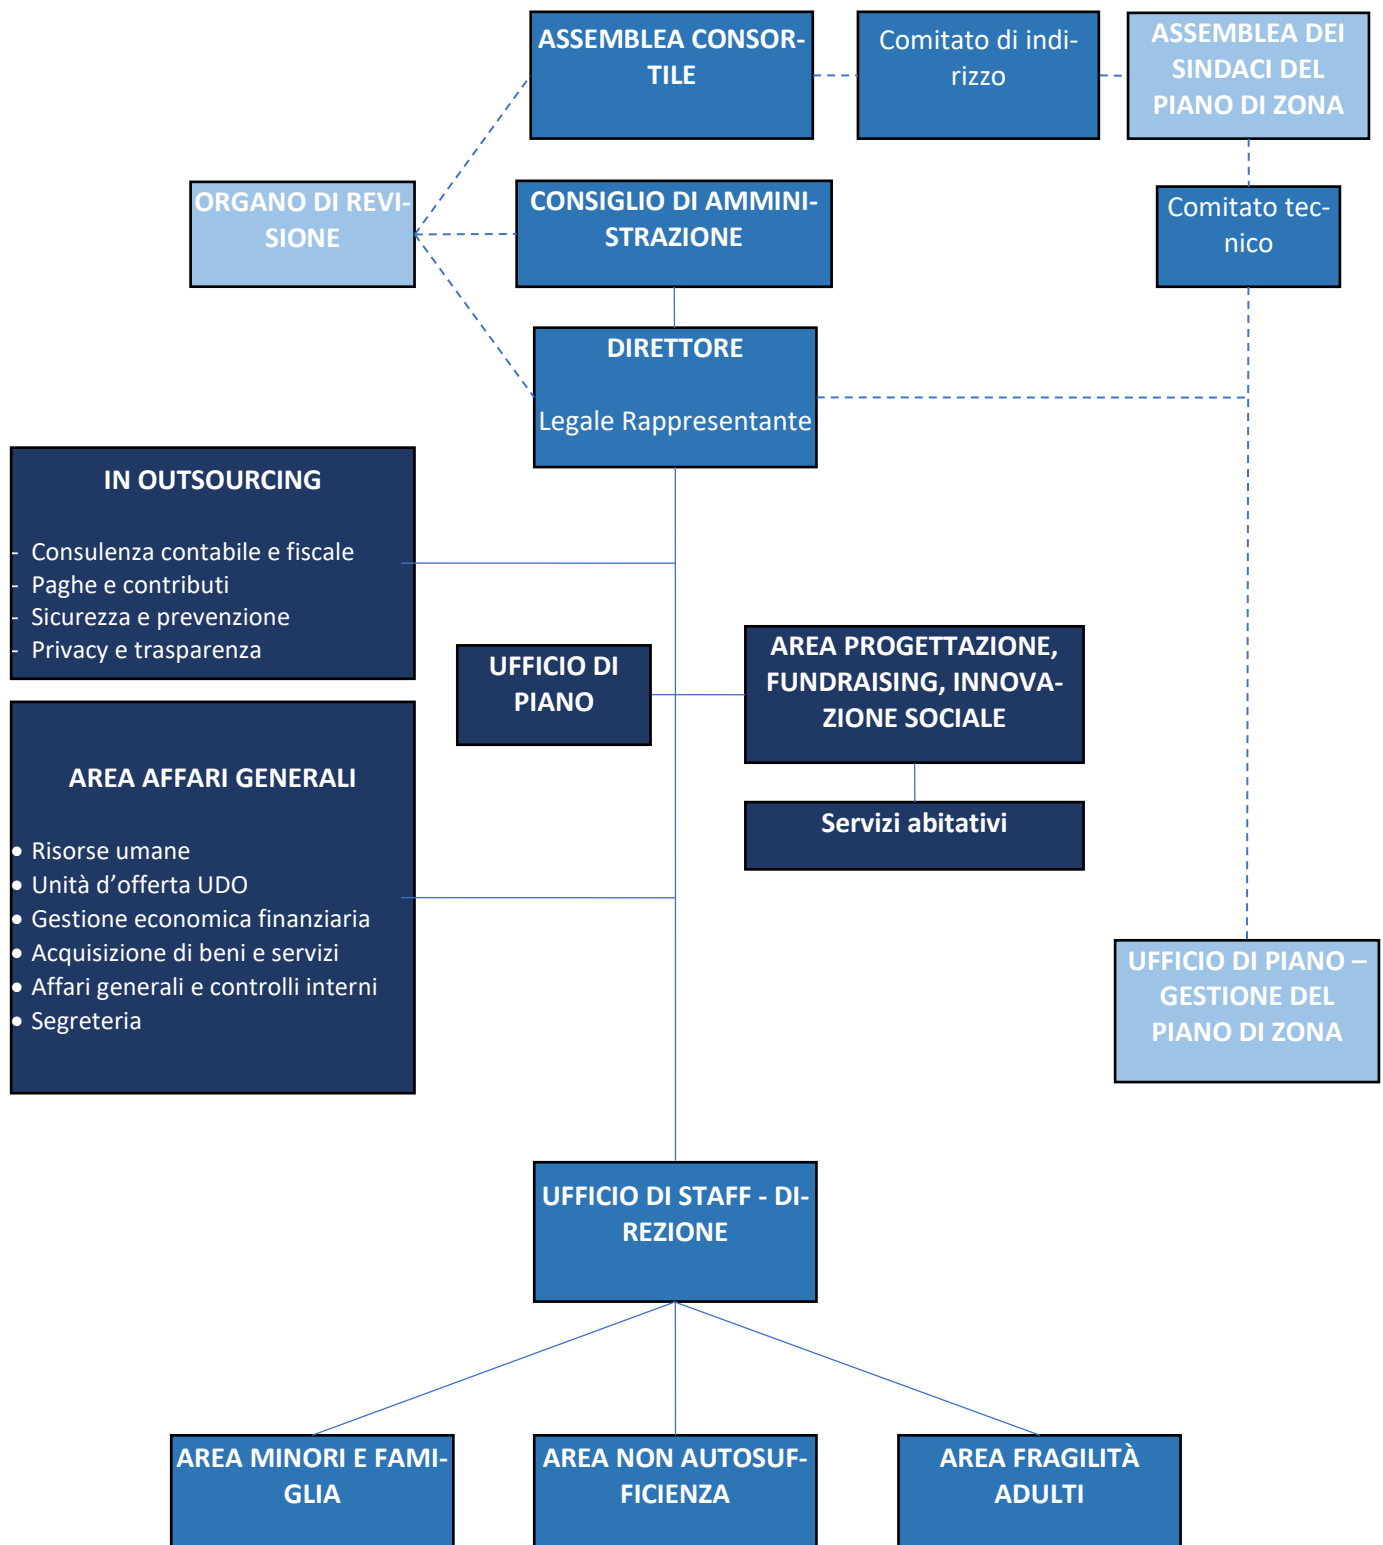 ASSEMBLEA CONSOR-
TILE
Comitato di indi-
rizzo
ASSEMBLEA DEI
SINDACI DEL
PIANO DI ZONA
ORGANO DI REVI-
SIONE
CONSIGLIO DI AMMINI-
STRAZIONE
Comitato tec-
nico
DIRETTORE
Legale Rappresentante
IN OUTSOURCING
- Consulenza contabile e fiscale
- Paghe e contributi
- Sicurezza e prevenzione
- Privacy e trasparenza
UFFICIO DI
PIANO
AREA PROGETTAZIONE,
FUNDRAISING, INNOVA-
ZIONE SOCIALE
Servizi abitativi
AREA AFFARI GENERALI
• Risorse umane
• Unità d’offerta UDO
• Gestione economica finanziaria
• Acquisizione di beni e servizi
• Affari generali e controlli interni
• Segreteria
UFFICIO DI PIANO –
GESTIONE DEL
PIANO DI ZONA
UFFICIO DI STAFF - DI-
REZIONE
AREA MINORI E FAMI-
GLIA
AREA NON AUTOSUF-
FICIENZA
AREA FRAGILITÀ
ADULTI